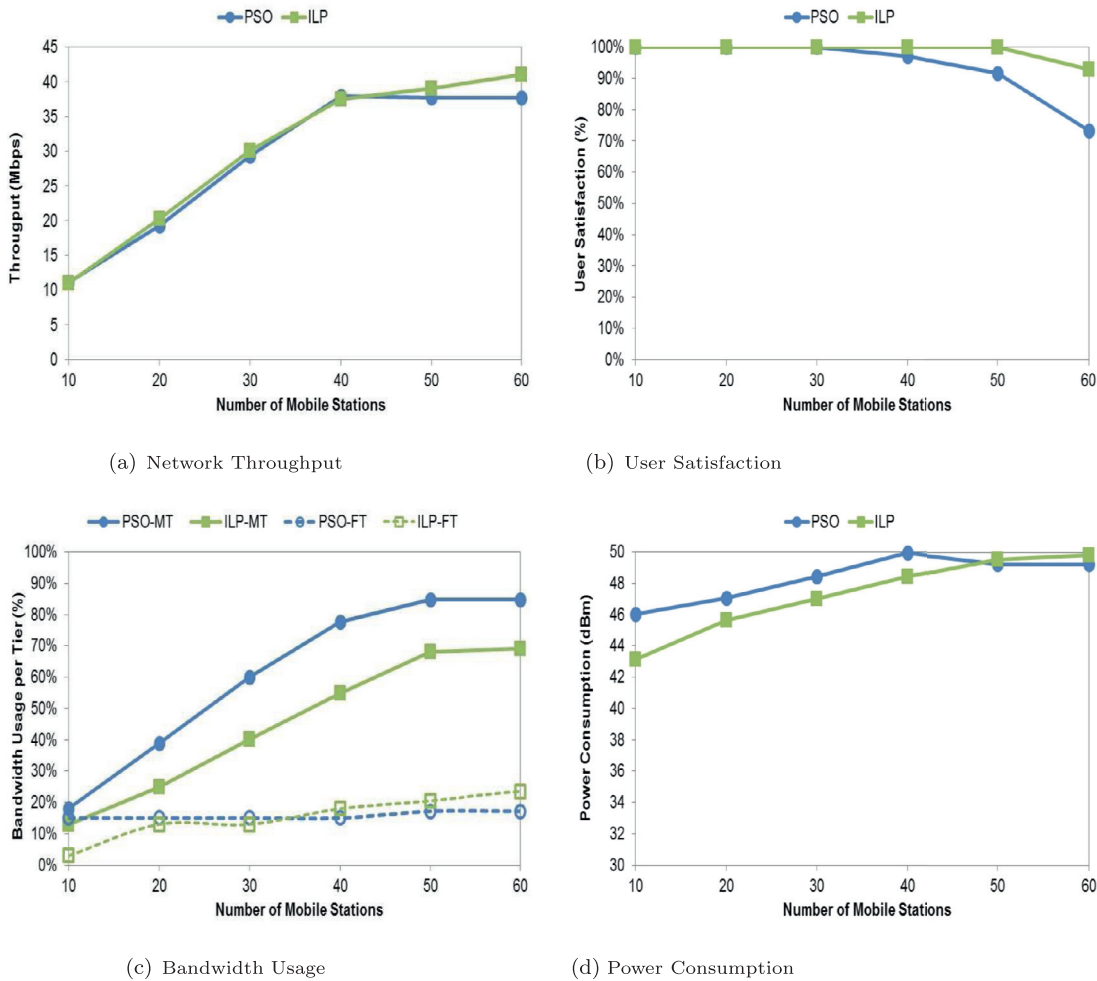 PSO ILP
45
40
35
30
25
20
15
10
5
0
Througput (Mbps)
10 20 30 40 50 60
Number of Mobile Stations
(a) Network Throughput
PSO ILP
100%
90%
80%
70%
60%
50%
40%
30%
20%
10%
0%
User Satisfaction (%)
10 20 30 40 50 60
Number of Mobile Stations
(b) User Satisfaction
PSO-MT ILP-MT PSO-FT ILP-FT
100%
90%
80%
70%
60%
50%
40%
30%
20%
10%
0%
Bandwidth Usage per Tier (%)
10 20 30 40 50 60
Number of Mobile Stations
(c) Bandwidth Usage
PSO ILP
50
48
46
44
42
40
38
36
34
32
30
Power Consumption (dBm)
10 20 30 40 50 60
Number of Mobile Stations
(d) Power Consumption